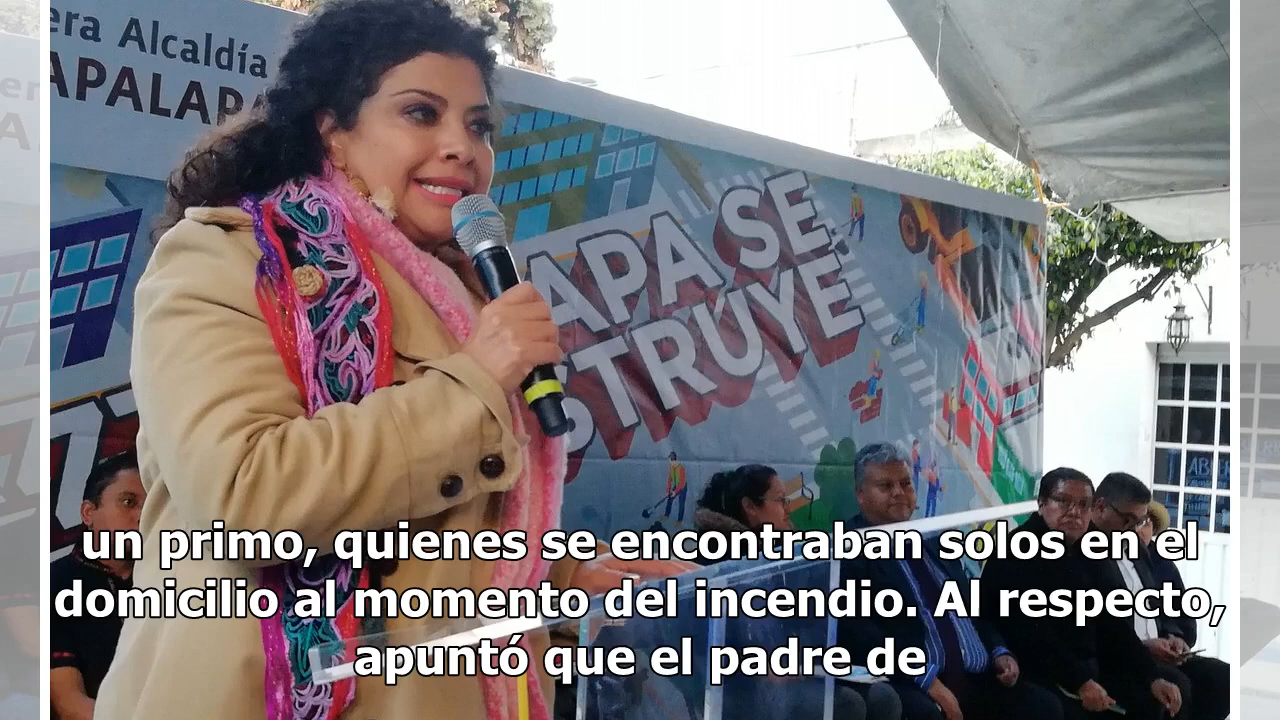 era Alcaldía
APALAPA
APA SE
STRÚYE
un primo, quienes se encontraban solos en el
domicilio al momento del incendio. Al respecto,
apuntó que el padre de